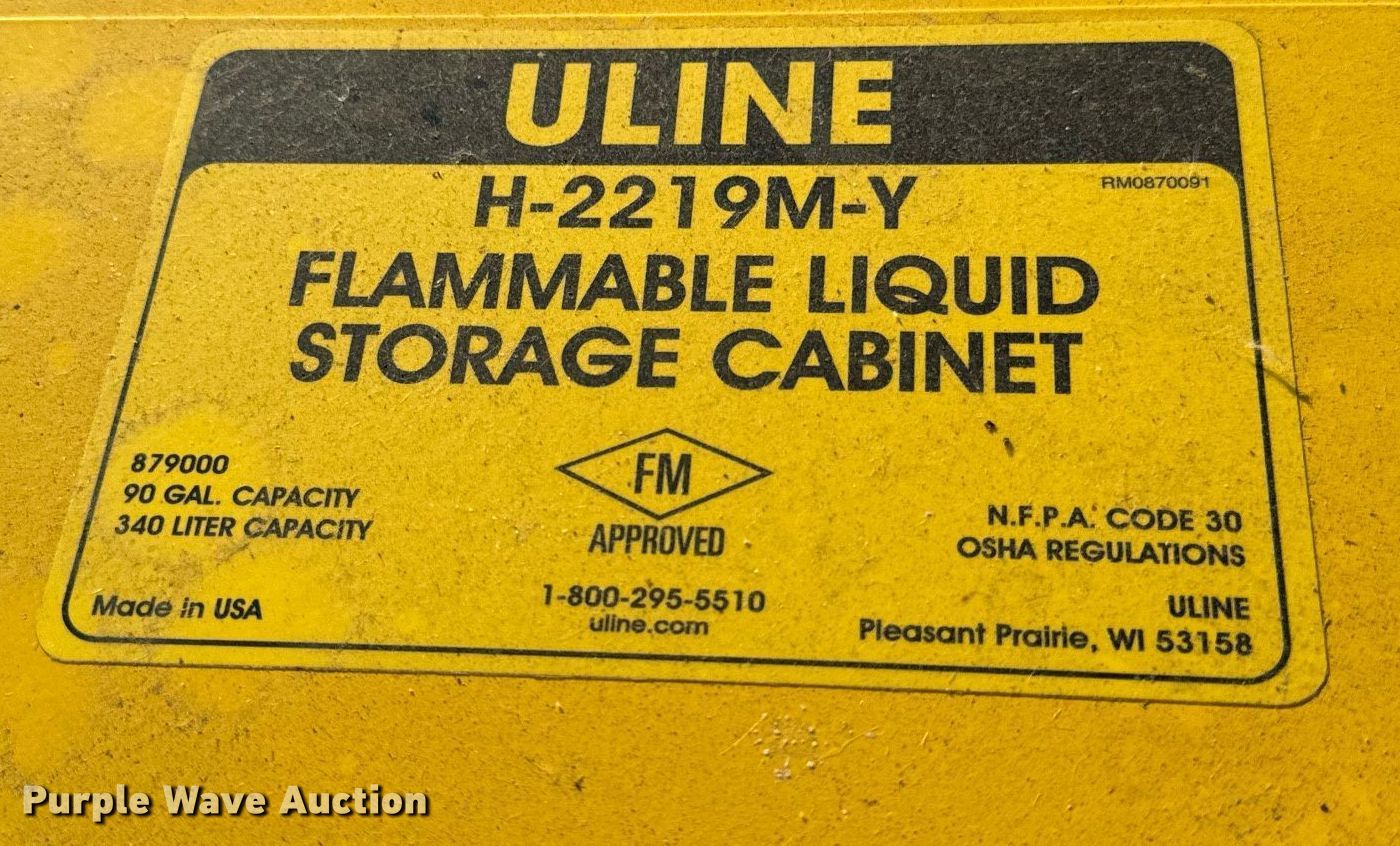 ULINE
H-2219M-Y
RM0870091
FLAMMABLE LIQUID
STORAGE CABINET
879000
90 GAL. CAPACITY
340 LITER CAPACITY
Made in USA
FM
APPROVED
1-800-295-5510
uline.com
N.F.P.A. CODE 30
OSHA REGULATIONS
ULINE
Pleasant Prairie, WI 53158
Purple Wave Auction